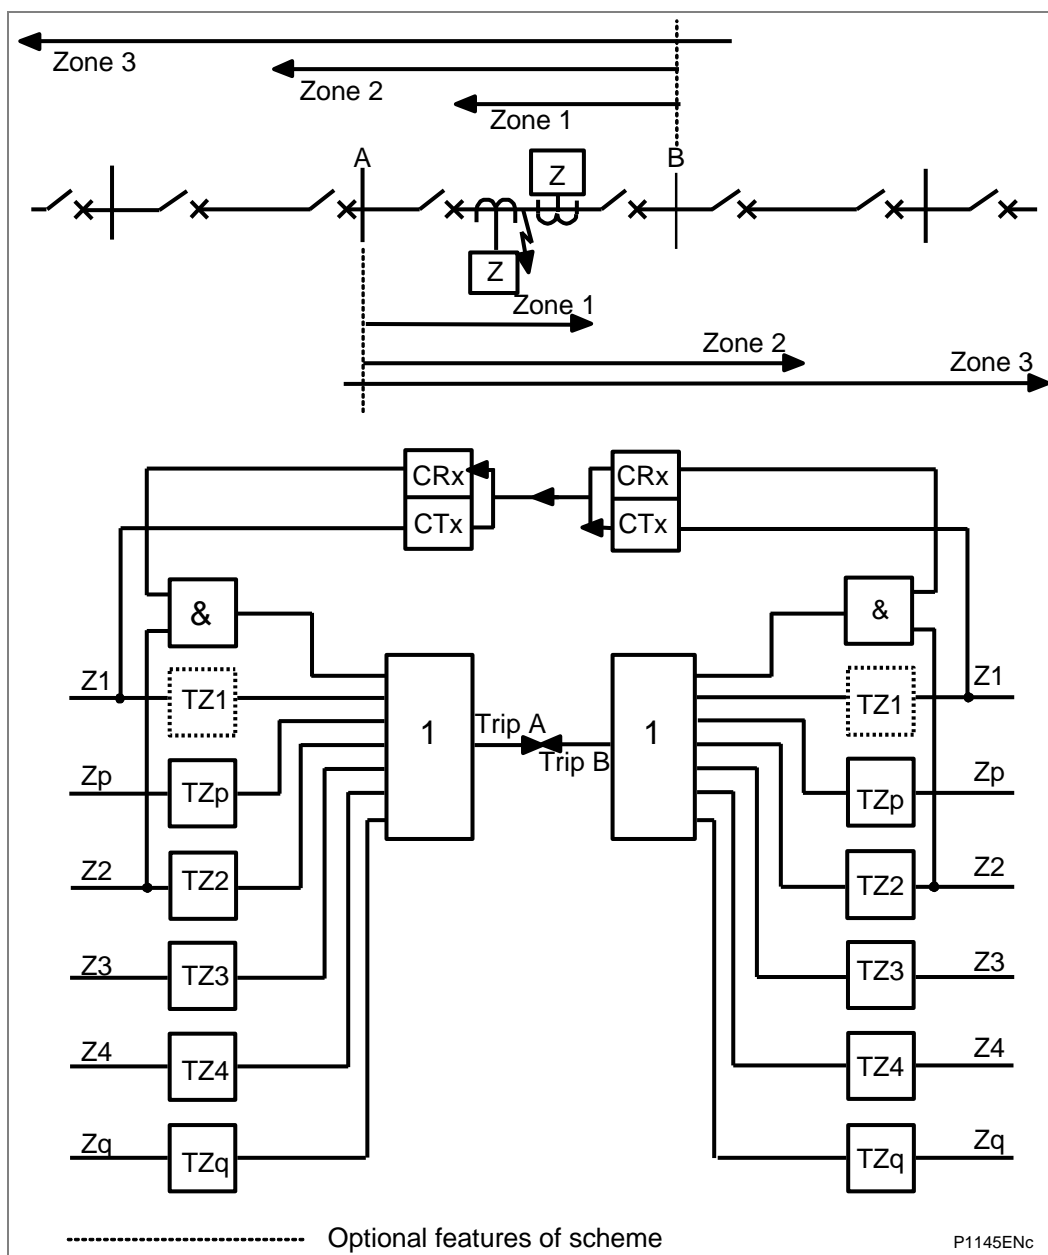 Zone 3
Zone 2
Zone 1
A
B
Z
Z
Zone 1
Zone 2
Zone 3
CRx
CRx
CTx
CTx
&
&
Z1
TZ1
TZ1
Z1
1
1
Trip A
Trip B
Zp
TZp
TZp
Zp
Z2
TZ2
TZ2
Z2
Z3
TZ3
TZ3
Z3
Z4
TZ4
TZ4
Z4
Zq
TZq
TZq
Zq
Optional features of scheme
P1145ENc